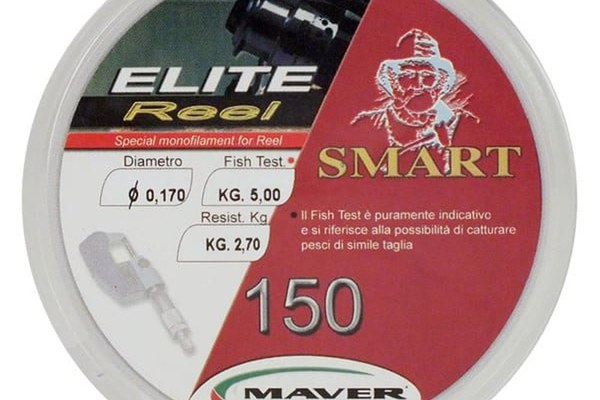 ELITE
Reel
Special monofilament for Reel
SMART
Diametro
Fish Test.
Ø 0,170
KG. 5,00
Resist. Kg
KG. 2,70
• Il Fish Test è puramente indicativo
e si riferisce alla possibilità di catturare
pesci di simile taglia
150
MAVER